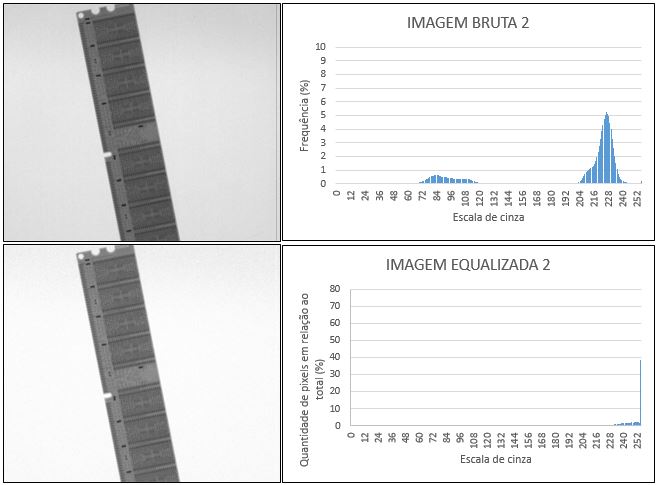 IMAGEM BRUTA 2
Frequência (%)
10
9
8
7
6
5
4
3
2
1
0
0 12 24 36 48 60 72 84 96 108 120 132 144 156 168 180 192 204 216 228 240 252
Escala de cinza
IMAGEM EQUALIZADA 2
Quantidade de pixels em relação ao
total (%)
80
70
60
50
40
30
20
10
0
0 12 24 36 48 60 72 84 96 108 120 132 144 156 168 180 192 204 216 228 240 252
Escala de cinza